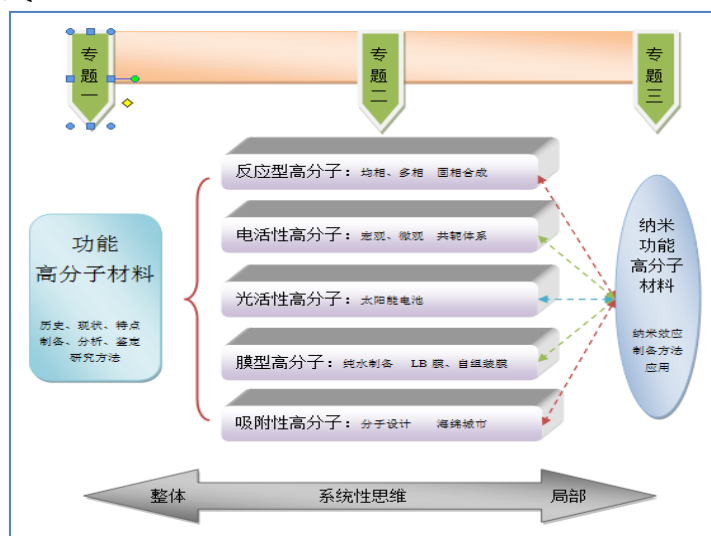 专题一
专题二
专题三
反应型高分子：均相、多相 固相合成
电活性高分子：宏观、微观 共轭体系
光活性高分子：太阳能电池
膜型高分子：纯水制备 LB 膜、自组装膜
吸附性高分子：分子设计 海绵城市
功能
高分子材料
历史、现状、特点
制备、分析、鉴定
研究方法
纳米
功能
高分子
材料
纳米效应
制备方法
应用
整体
系统性思维
局部